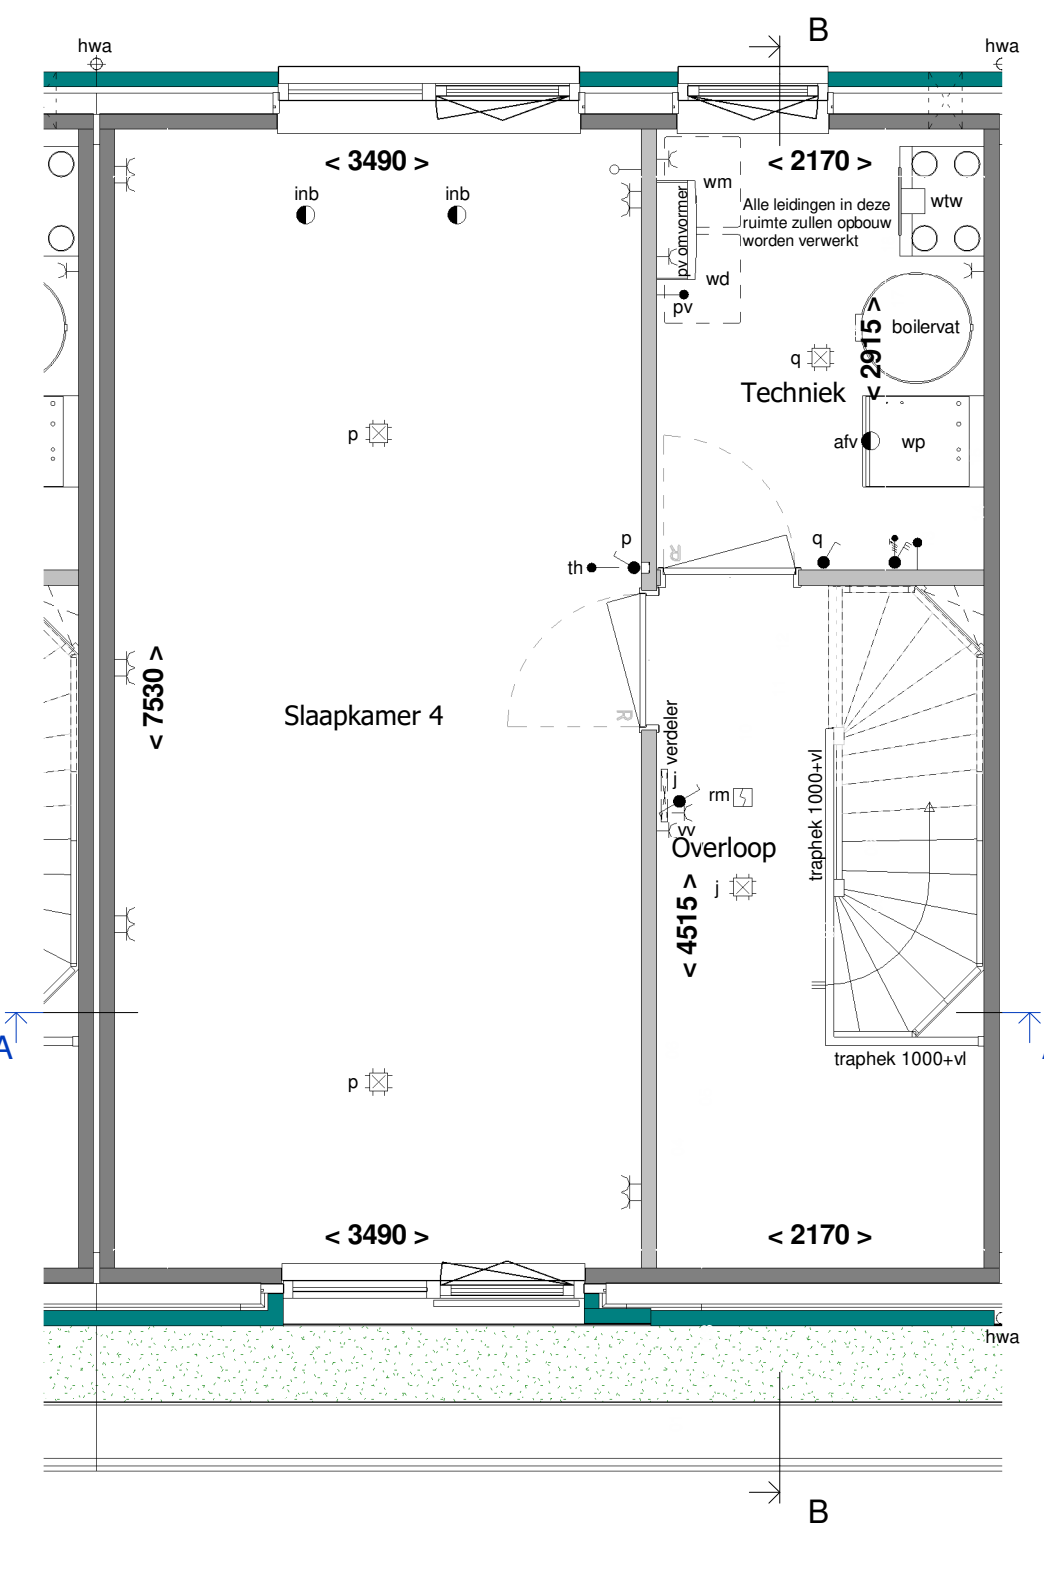 B
hwa
hwa
< 3490 >
< 2170 >
inb
inb
wm
wtw
Alle leidingen in deze
ruimte zullen opbouw
worden verwerkt
pv omvormer
wd
pv
boilervat
< 2915 >
q
Techniek
p
afv
wp
p
q
th
R
< 7530 >
Slaapkamer 4
R
verdeler
j
rm
traphek 1000+vl
vv
Overloop
j
< 4515 >
A
traphek 1000+vl
p
< 3490 >
< 2170 >
hwa
B